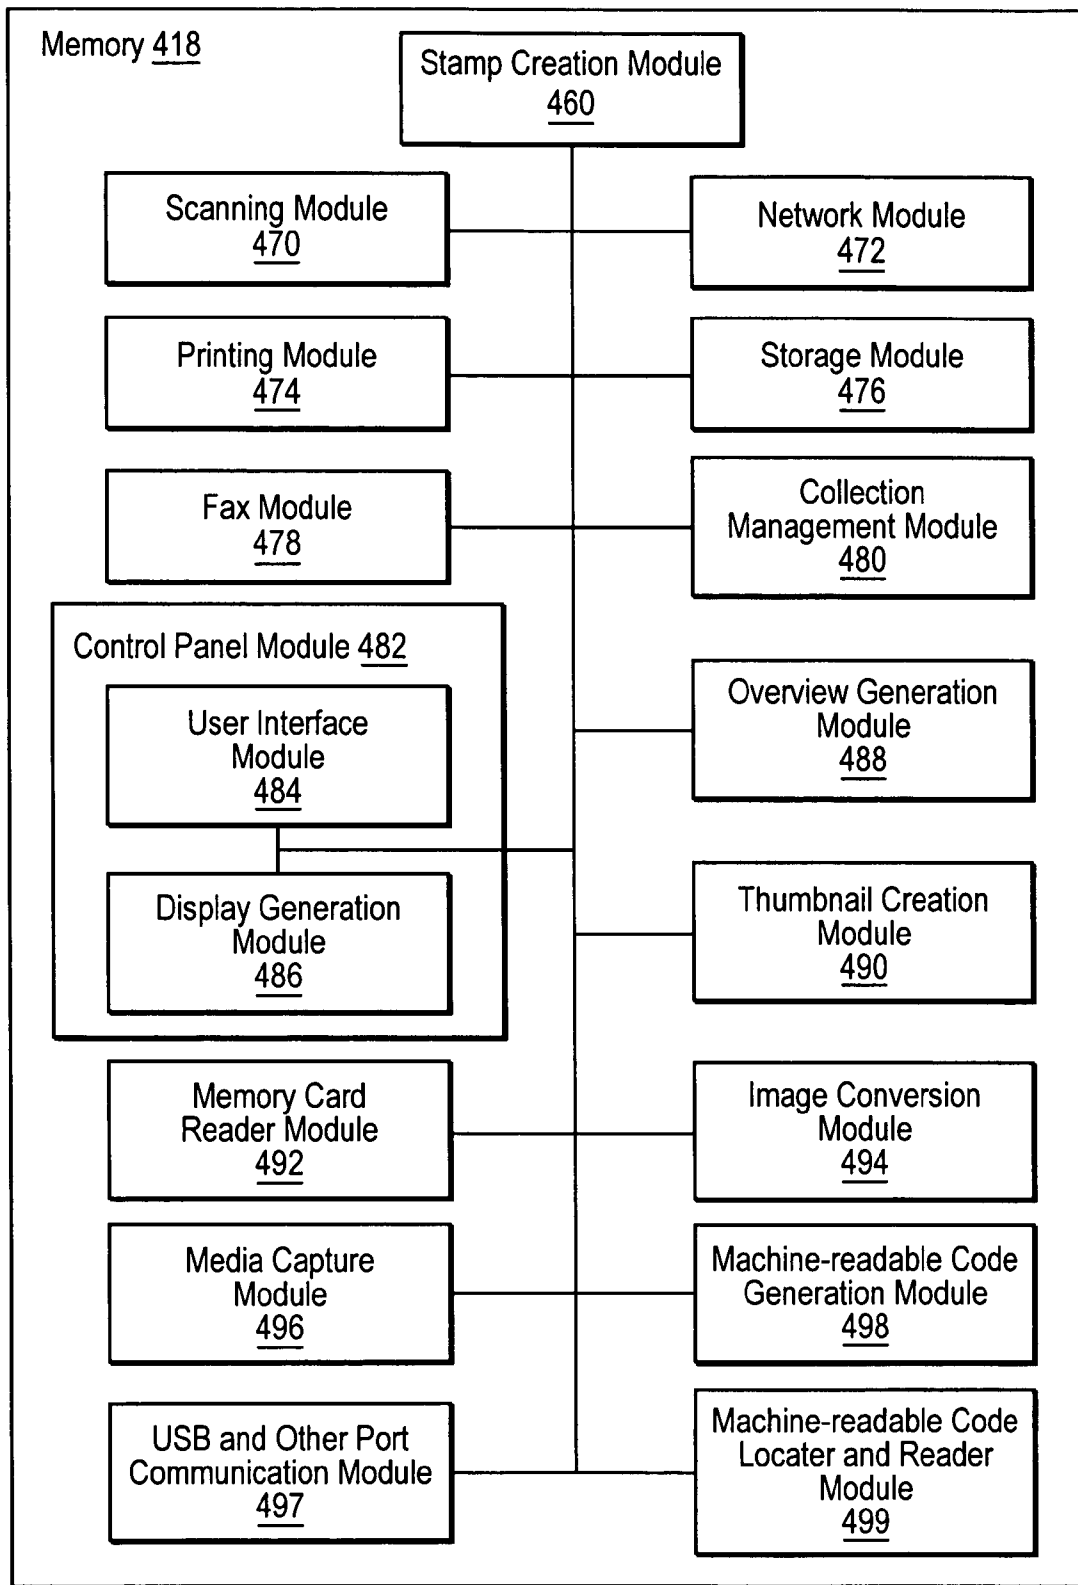 Memory 418
Stamp Creation Module
460
Scanning Module
470
Network Module
472
Printing Module
474
Storage Module
476
Fax Module
478
Collection
Management Module
480
Control Panel Module 482
User Interface
Module
484
Overview Generation
Module
488
Display Generation
Module
486
Thumbnail Creation
Module
490
Memory Card
Reader Module
492
Image Conversion
Module
494
Media Capture
Module
496
Machine-readable Code
Generation Module
498
USB and Other Port
Communication Module
497
Machine-readable Code
Locater and Reader
Module
499